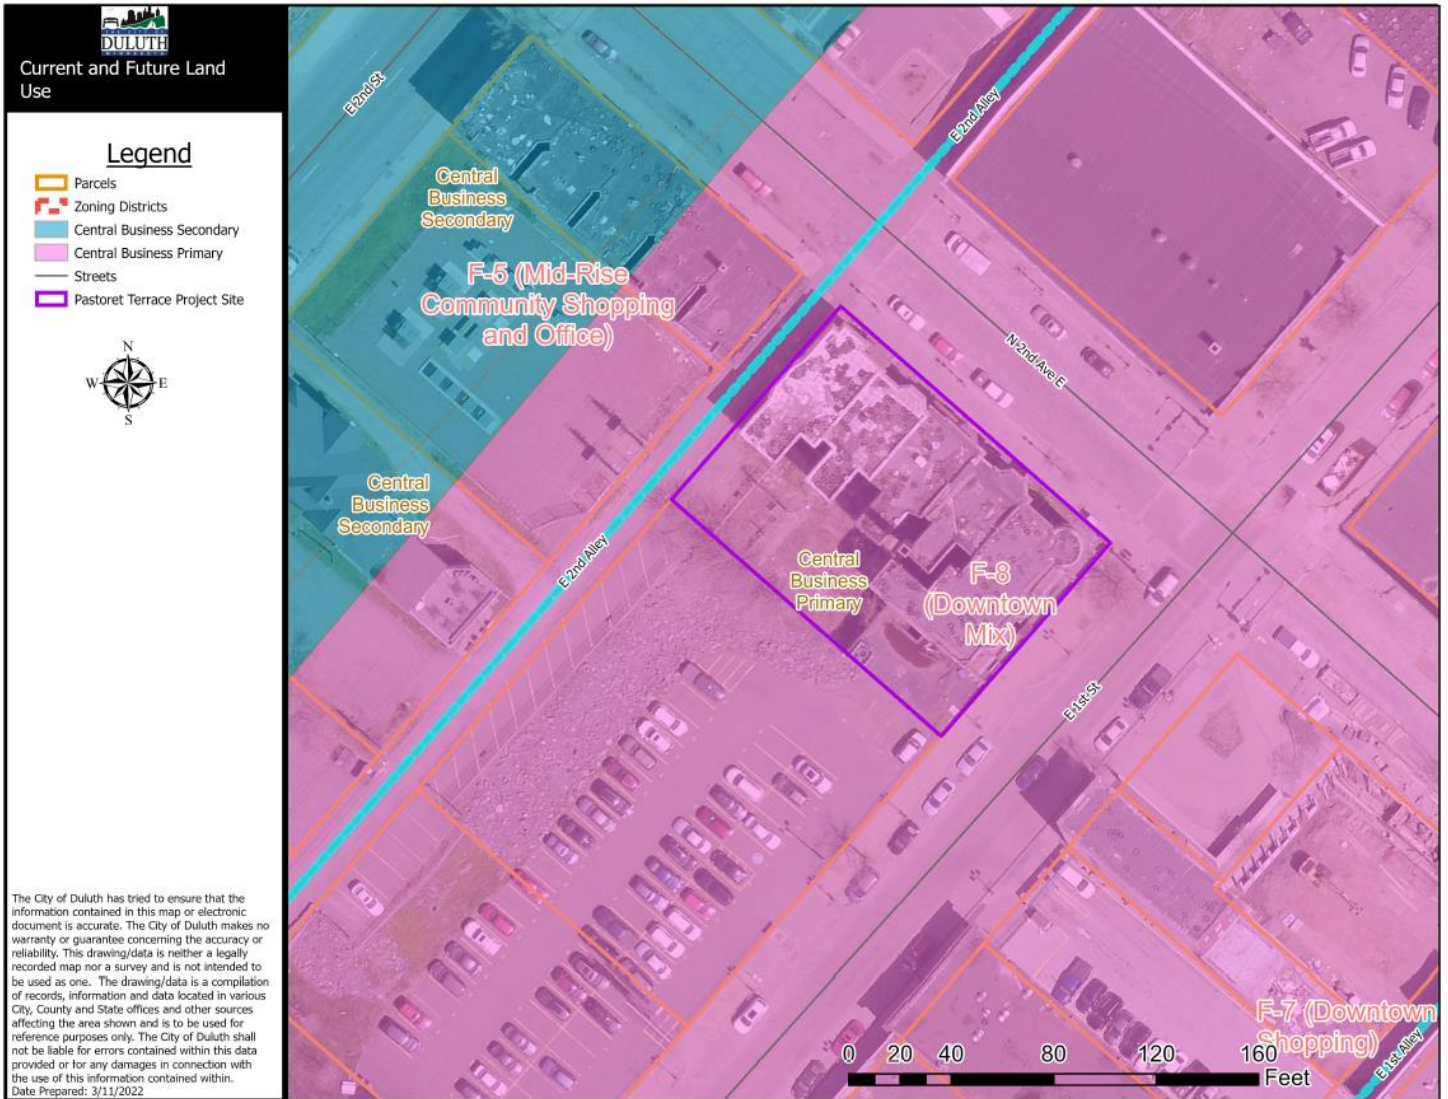 DULUTH
Current and Future Land
Use
Legend
Parcels
Zoning Districts
Central Business Secondary
Central Business Primary
Streets
Pastoret Terrace Project Site
N
W
E
S
The City of Duluth has tried to ensure that the
information contained in this map or electronic
document is accurate. The City of Duluth makes no
warranty or guarantee concerning the accuracy or
reliability. This drawing/data is neither a legally
recorded map nor a survey and is not intended to
be used as one. The drawing/data is a compilation
of records, information and data located in various
City, County and State offices and other sources
affecting the area shown and is to be used for
reference purposes only. The City of Duluth shall
not be liable for errors contained within this data
provided or for any damages in connection with
the use of this information contained within.
Date Prepared: 3/11/2022
E 2nd St
E 2nd Alley
Central
Business
Secondary
F-5 (Mid-Rise
Community Shopping
and Office)
N 2nd Ave E
Central
Business
Secondary
E 2nd Alley
Central
Business
Primary
F-8
(Downtown
Mix)
E 1st St
F-7 (Downtown
Shopping)
E 1st Alley
0 20 40 80 120 160
Feet